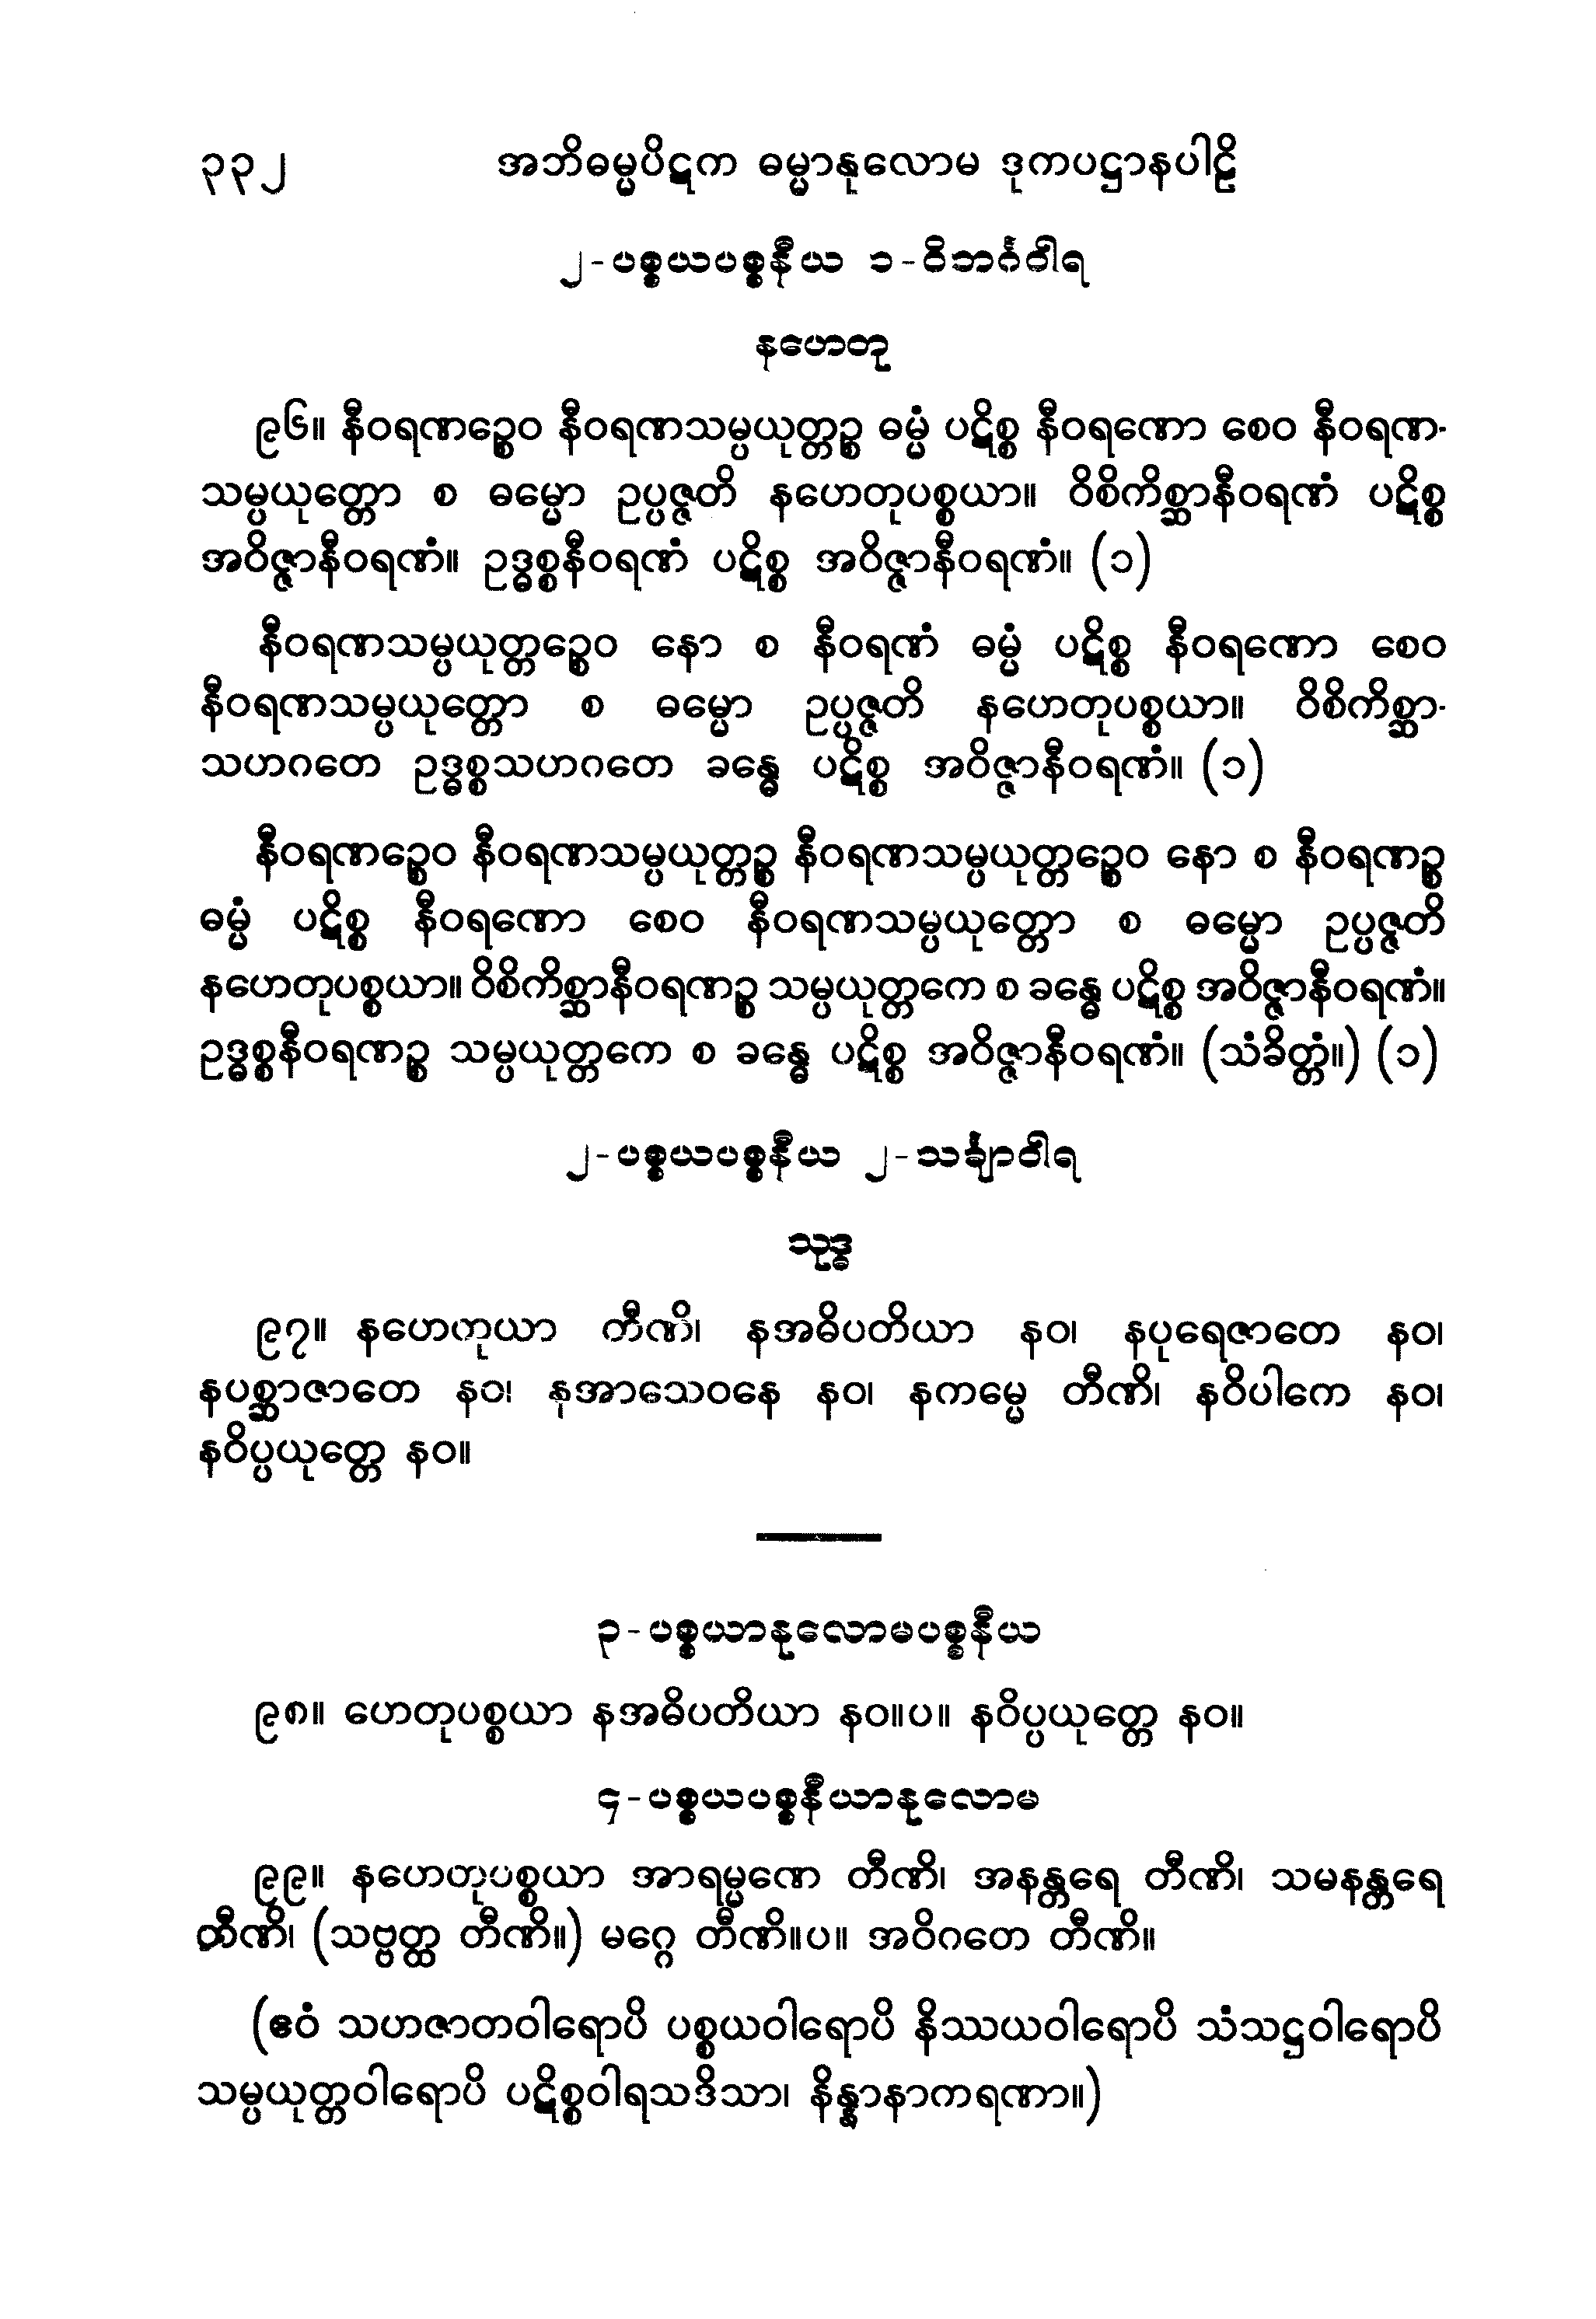 ၃၃၂ အဘိဓမ္မပိဋက ဓမ္မာနုလောမ ဒုကပဋ္ဌာနပါဠိ
၂-ပစ္စယပစ္စနီယ ၁-ဝိဘင်္ဂဝါရ
နဟေတု
၉၆။ နီဝရဏဉ္စေဝ နီဝရဏသမ္ပယုတ္တဉ္စ ဓမ္မံ ပဋိစ္စ နီဝရဏော စေဝ နီဝရဏ-
သမ္ပယုတ္တော စ ဓမ္မော ဥပ္ပဇ္ဇတိ နဟေတုပစ္စယာ။ ဝိစိကိစ္ဆာနီဝရဏံ ပဋိစ္စ
အဝိဇ္ဇာနီဝရဏံ။ ဥဒ္ဓစ္စနီဝရဏံ ပဋိစ္စ အဝိဇ္ဇာနီဝရဏံ။ (၁)
နီဝရဏသမ္ပယုတ္တဉ္စေဝ နော စ နီဝရဏံ ဓမ္မံ ပဋိစ္စ နီဝရဏော စေဝ
နီဝရဏသမ္ပယုတ္တော စ ဓမ္မော ဥပ္ပဇ္ဇတိ နဟေတုပစ္စယာ။ ဝိစိကိစ္ဆာ-
သဟဂတေ ဥဒ္ဓစ္စသဟဂတေ ခန္ဓေ ပဋိစ္စ အဝိဇ္ဇာနီဝရဏံ။ (၁)
နီဝရဏဉ္စေဝ နီဝရဏသမ္ပယုတ္တဉ္စ နီဝရဏသမ္ပယုတ္တဉ္စေဝ နော စ နီဝရဏဉ္စ
ဓမ္မံ ပဋိစ္စ နီဝရဏော စေဝ နီဝရဏသမ္ပယုတ္တော စ ဓမ္မော ဥပ္ပဇ္ဇတိ
နဟေတုပစ္စယာ။ ဝိစိကိစ္ဆာနီဝရဏဉ္စ သမ္ပယုတ္တကေ စ ခန္ဓေ ပဋိစ္စ အဝိဇ္ဇာနီဝရဏံ။
ဥဒ္ဓစ္စနီဝရဏဉ္စ သမ္ပယုတ္တကေ စ ခန္ဓေ ပဋိစ္စ အဝိဇ္ဇာနီဝရဏံ။ (သံခိတ္တံ။) (၁)
၂-ပစ္စယပစ္စနီယ ၂-သင်္ချာဝါရ
သုဒ္ဓ
၉၇။ နဟေတုယာ တီဏိ၊ နအဓိပတိယာ နဝ၊ နပုရေဇာတေ နဝ၊
နပစ္ဆာဇာတေ နဝ၊ နအာသေဝနေ နဝ၊ နကမ္မေ တီဏိ၊ နဝိပါကေ နဝ၊
နဝိပ္ပယုတ္တေ နဝ။
၃-ပစ္စယာနုလောမပစ္စနီယ
၉၈။ ဟေတုပစ္စယာ နအဓိပတိယာ နဝ။ပ။ နဝိပ္ပယုတ္တေ နဝ။
၄-ပစ္စယပစ္စနီယာနုလောမ
၉၉။ နဟေတုပစ္စယာ အာရမ္မဏေ တီဏိ၊ အနန္တရေ တီဏိ၊ သမနန္တရေ
တီဏိ၊ (သဗ္ဗတ္ထ တီဏိ။) မဂ္ဂေ တီဏိ။ပ။ အဝိဂတေ တီဏိ။
(ဧဝံ သဟဇာတဝါရောပိ ပစ္စယဝါရောပိ နိဿယဝါရောပိ သံသဋ္ဌဝါရောပိ
သမ္ပယုတ္တဝါရောပိ ပဋိစ္စဝါရသဒိသာ၊ နိန္နာနာကရဏာ။)